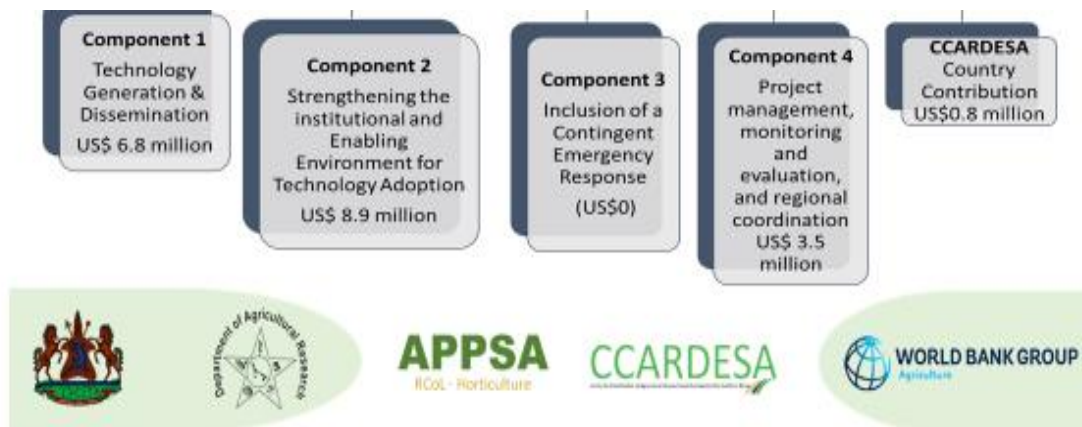 Component 1
Technology
Generation &
Dissemination
US$ 6.8 million
Component 2
Strengthening the
institutional and
Enabling
Environment for
Technology Adoption
US$ 8.9 million
Component 3
Inclusion of a
Contingent
Emergency
Response
(US$0)
Component 4
Project
management,
monitoring
and
evaluation,
and regional
coordination
US$ 3.5
million
CCARDESA
Country
Contribution
US$0.8 million
Department of Agricultural Research
APPSA
RCoL - Horticulture
CCARDESA
WORLD BANK GROUP
Agriculture